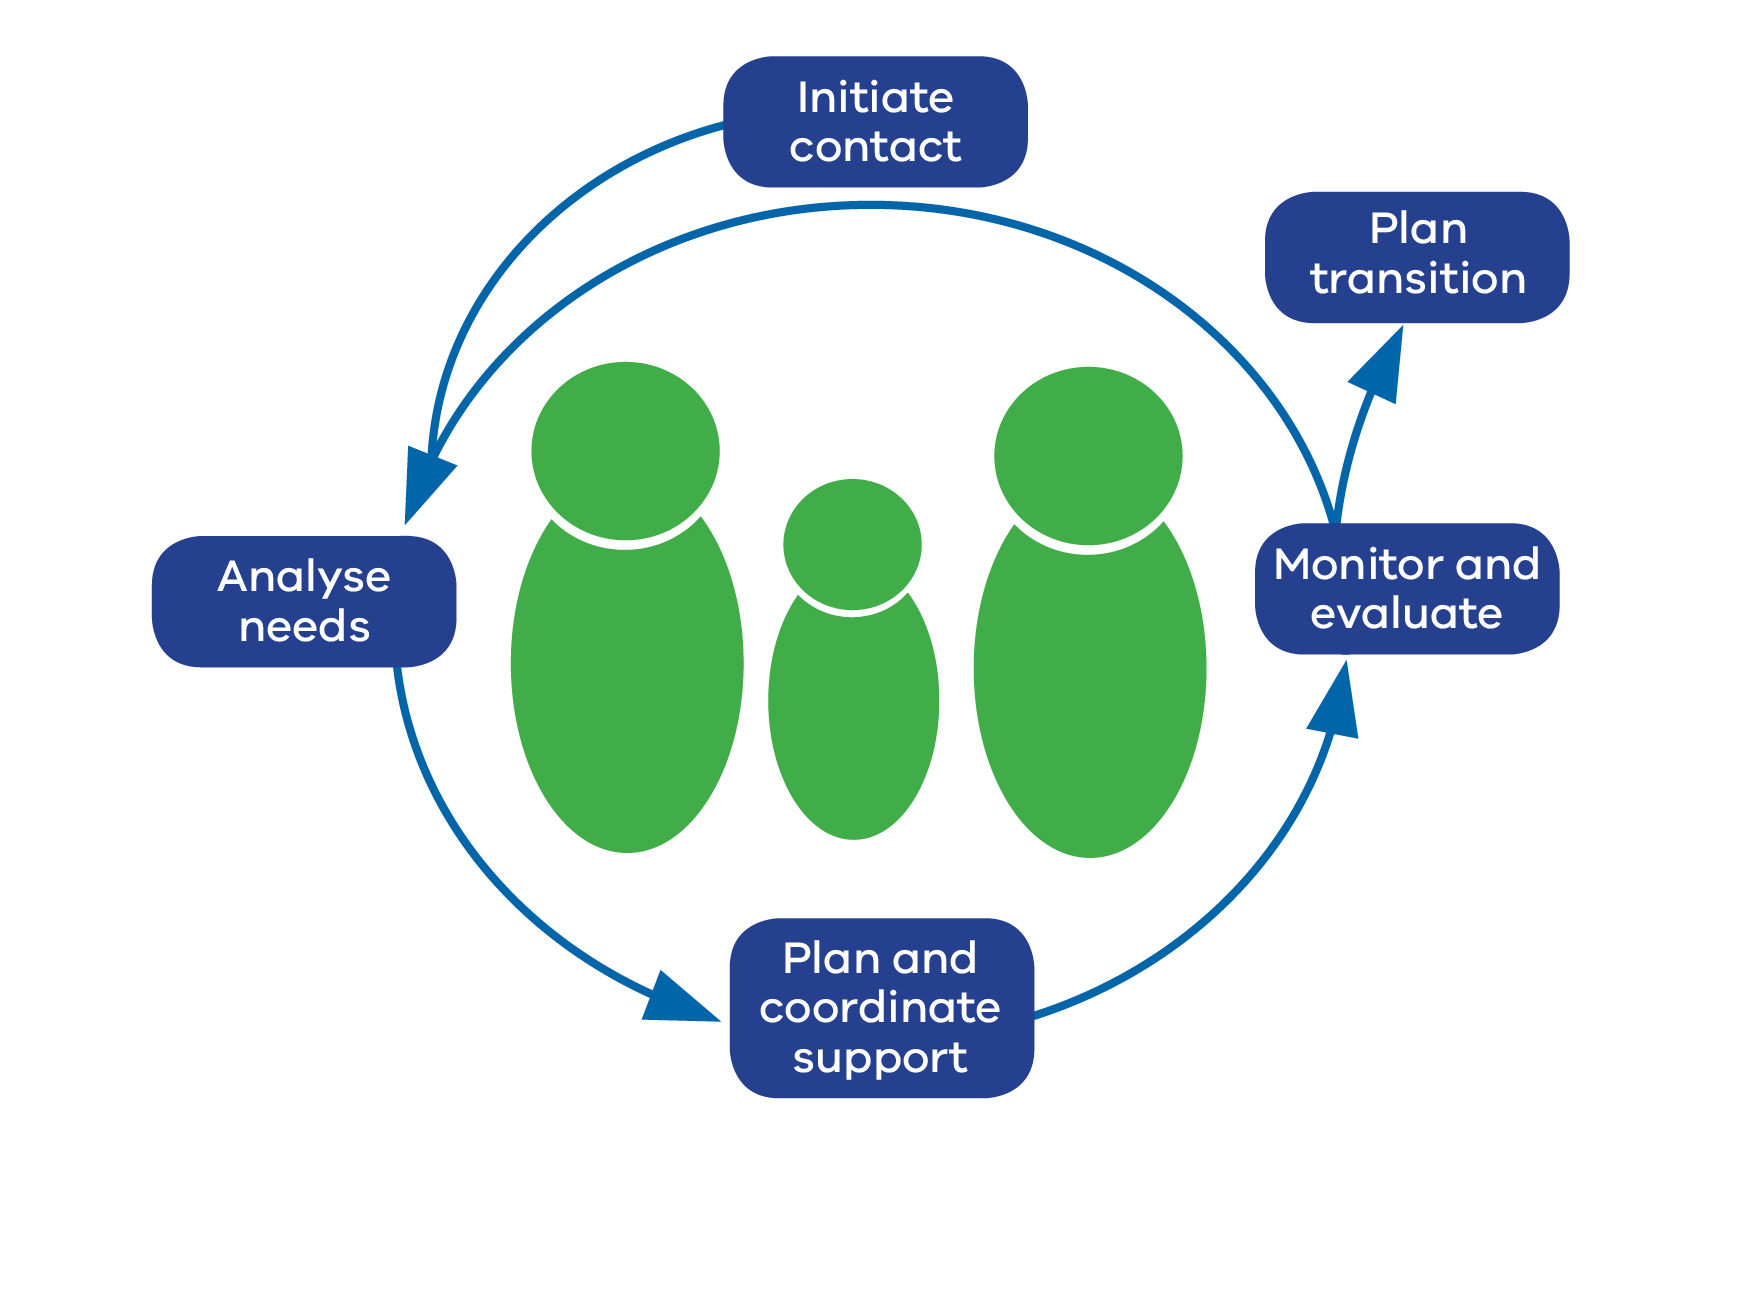 Initiate
contact
Plan
transition
Analyse
needs
Monitor and
evaluate
Plan and
coordinate
support